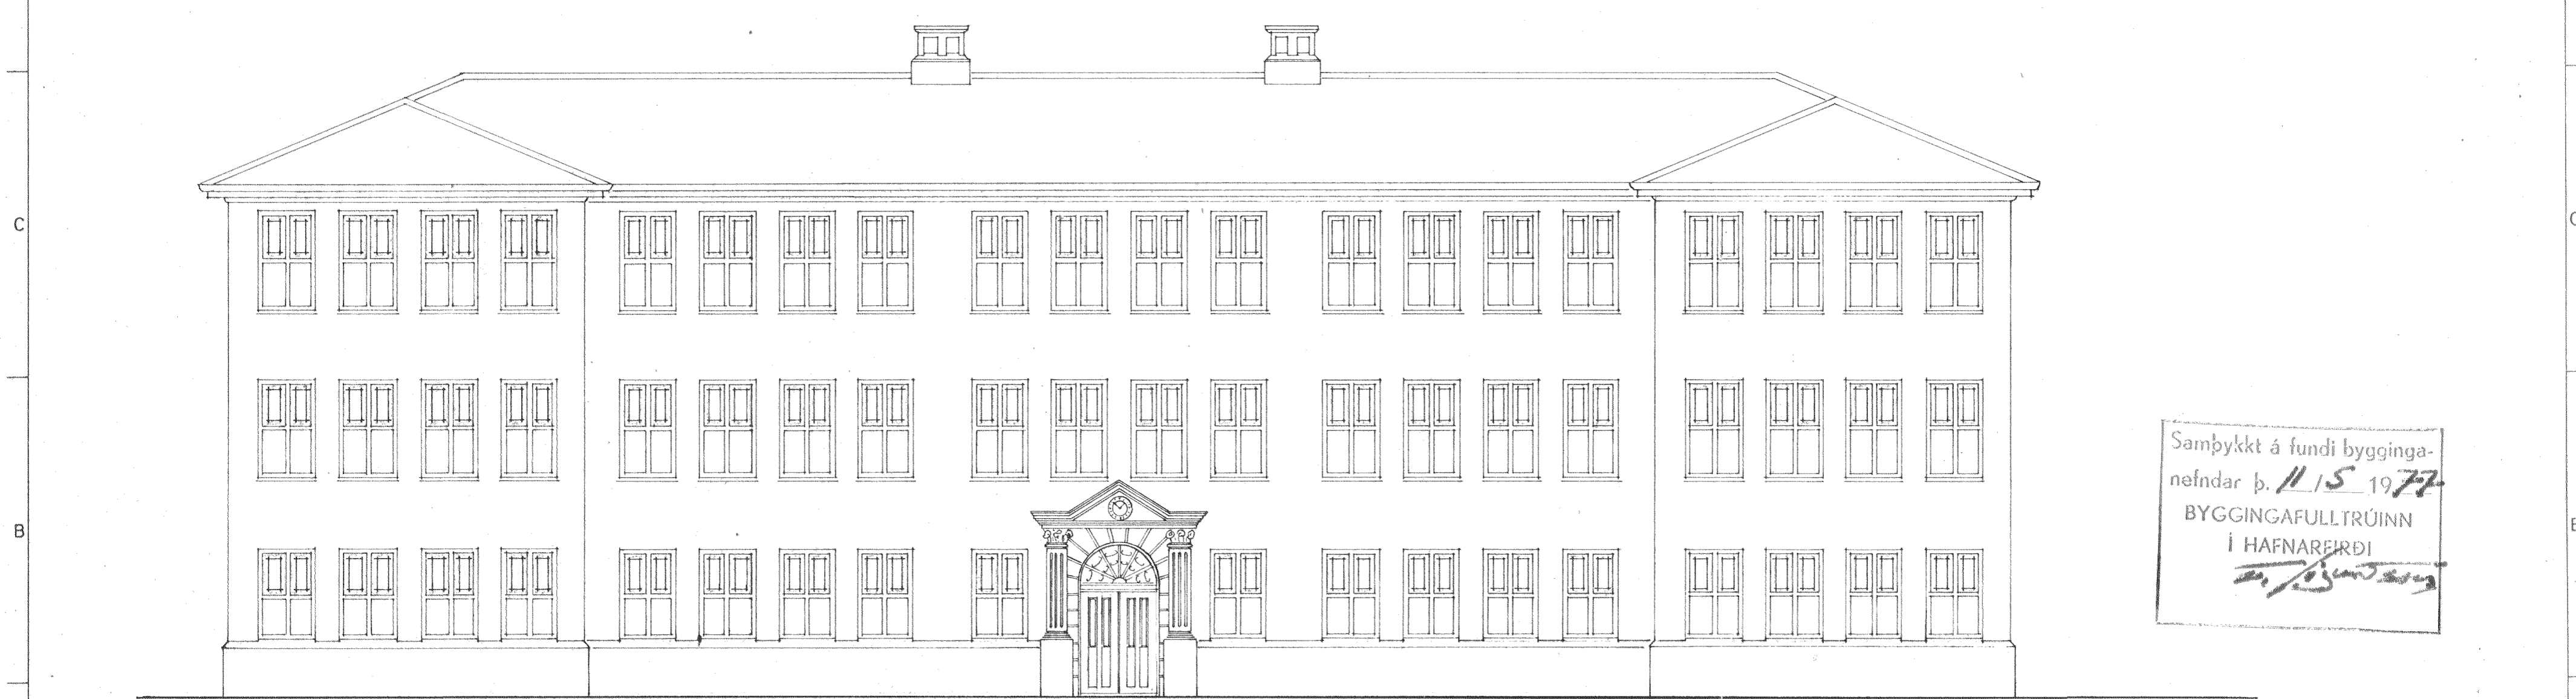 C
C
Samþykkt á fundi bygginga-
nefndar þ. 11/5 1977
B
BYGGINGAFULLTRÚINN
Í HAFNARFIRÐI